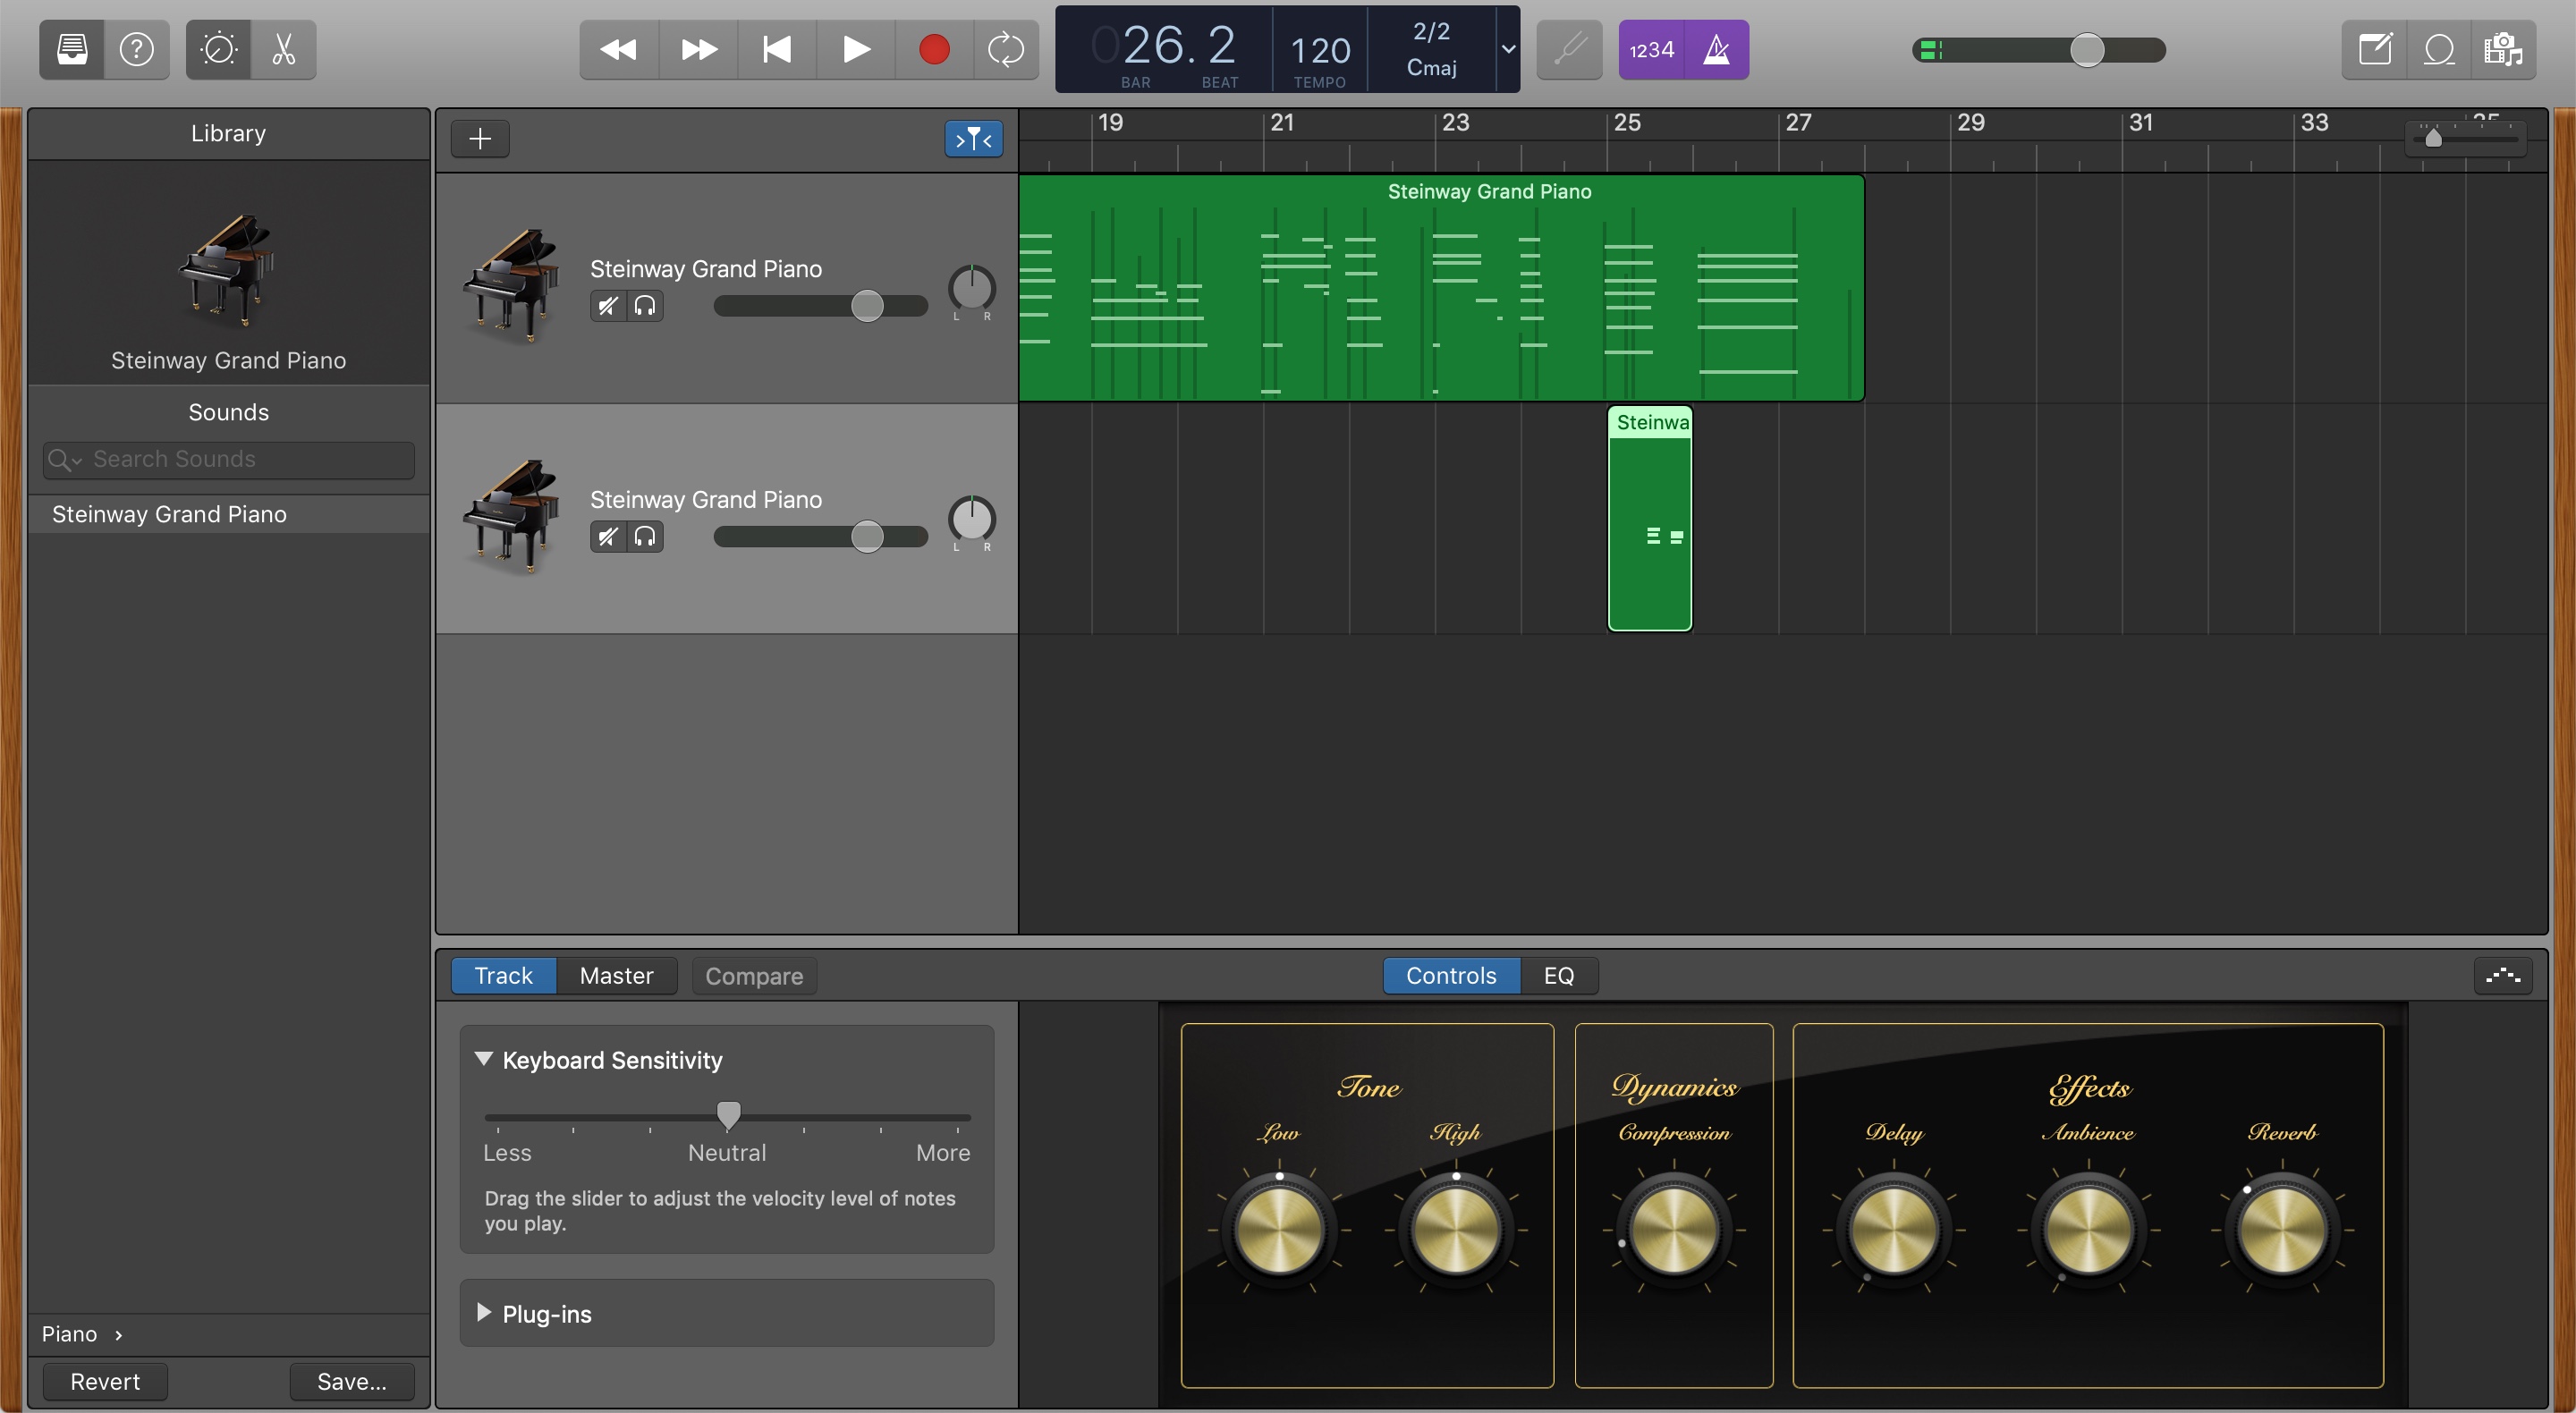 026. 2
BAR
BEAT
120
TEMPO
2/2
Cmaj
1234
Library
Steinway Grand Piano
Sounds
Search Sounds
Steinway Grand Piano
Piano
Revert
Save...
19
21
23
25
27
29
31
33
Steinway Grand Piano
L R
Steinway Grand Piano
L R
Steinway Grand Piano
Steinwa
Track
Master
Compare
Controls
EQ
Keyboard Sensitivity
Less
Neutral
More
Drag the slider to adjust the velocity level of notes
you play.
Plug-ins
Tone
Low
High
Dynamics
Compression
Effects
Delay
Ambience
Reverb